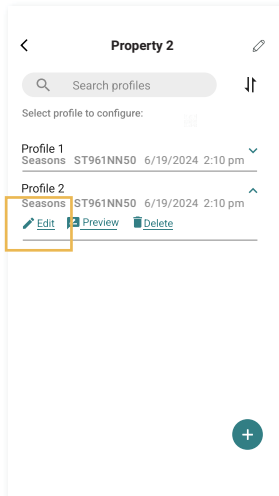 Property 2
Search profiles
Select profile to configure:
Profile 1
Seasons ST961NN50 6/19/2024 2:10 pm
Profile 2
Seasons ST961NN50 6/19/2024 2:10 pm
Edit Preview Delete